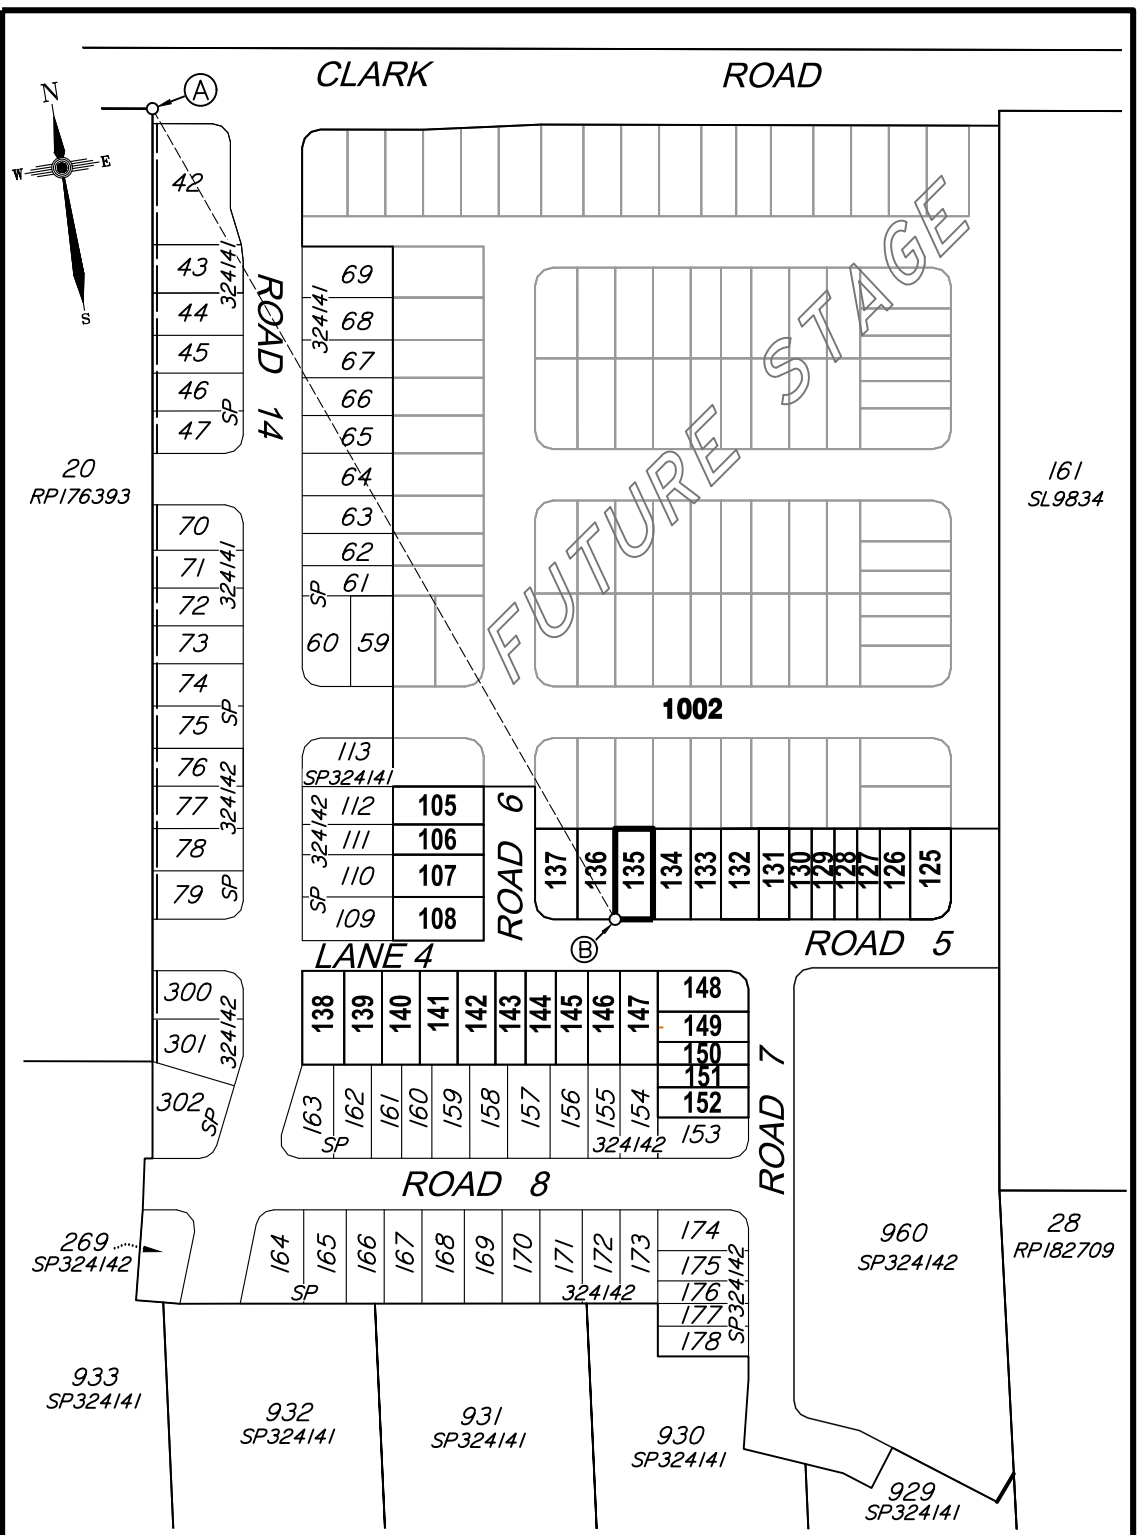 CLARK ROAD
A
N
W E
S
42
43
44
45
46
47
324141
SP
ROAD 14
69
68
67
66
65
64
63
62
61
60 59
324141
SP
FUTURE STAGE
20
RP176393
161
SL9834
70
71
72
73
74
75
76
77
78
79
324141
SP
324142
SP
1002
113
SP324141
112
111
110
109
324142
SP
105
106
107
108
ROAD 6
137 136 135 134 133 132 131 130 129 128 127 126 125
B
ROAD 5
LANE 4
300
301
302
324142
SP
138 139 140 141 142 143 144 145 146 147
148
149
150
151
152
153
163 162 161 160 159 158 157 156 155 154
SP 324142
ROAD 7
ROAD 8
269
SP324142
164 165 166 167 168 169 170 171 172 173
SP 324142
174
175
176
177
178
SP324142
960
SP324142
28
RP182709
933
SP324141
932
SP324141
931
SP324141
930
SP324141
929
SP324141